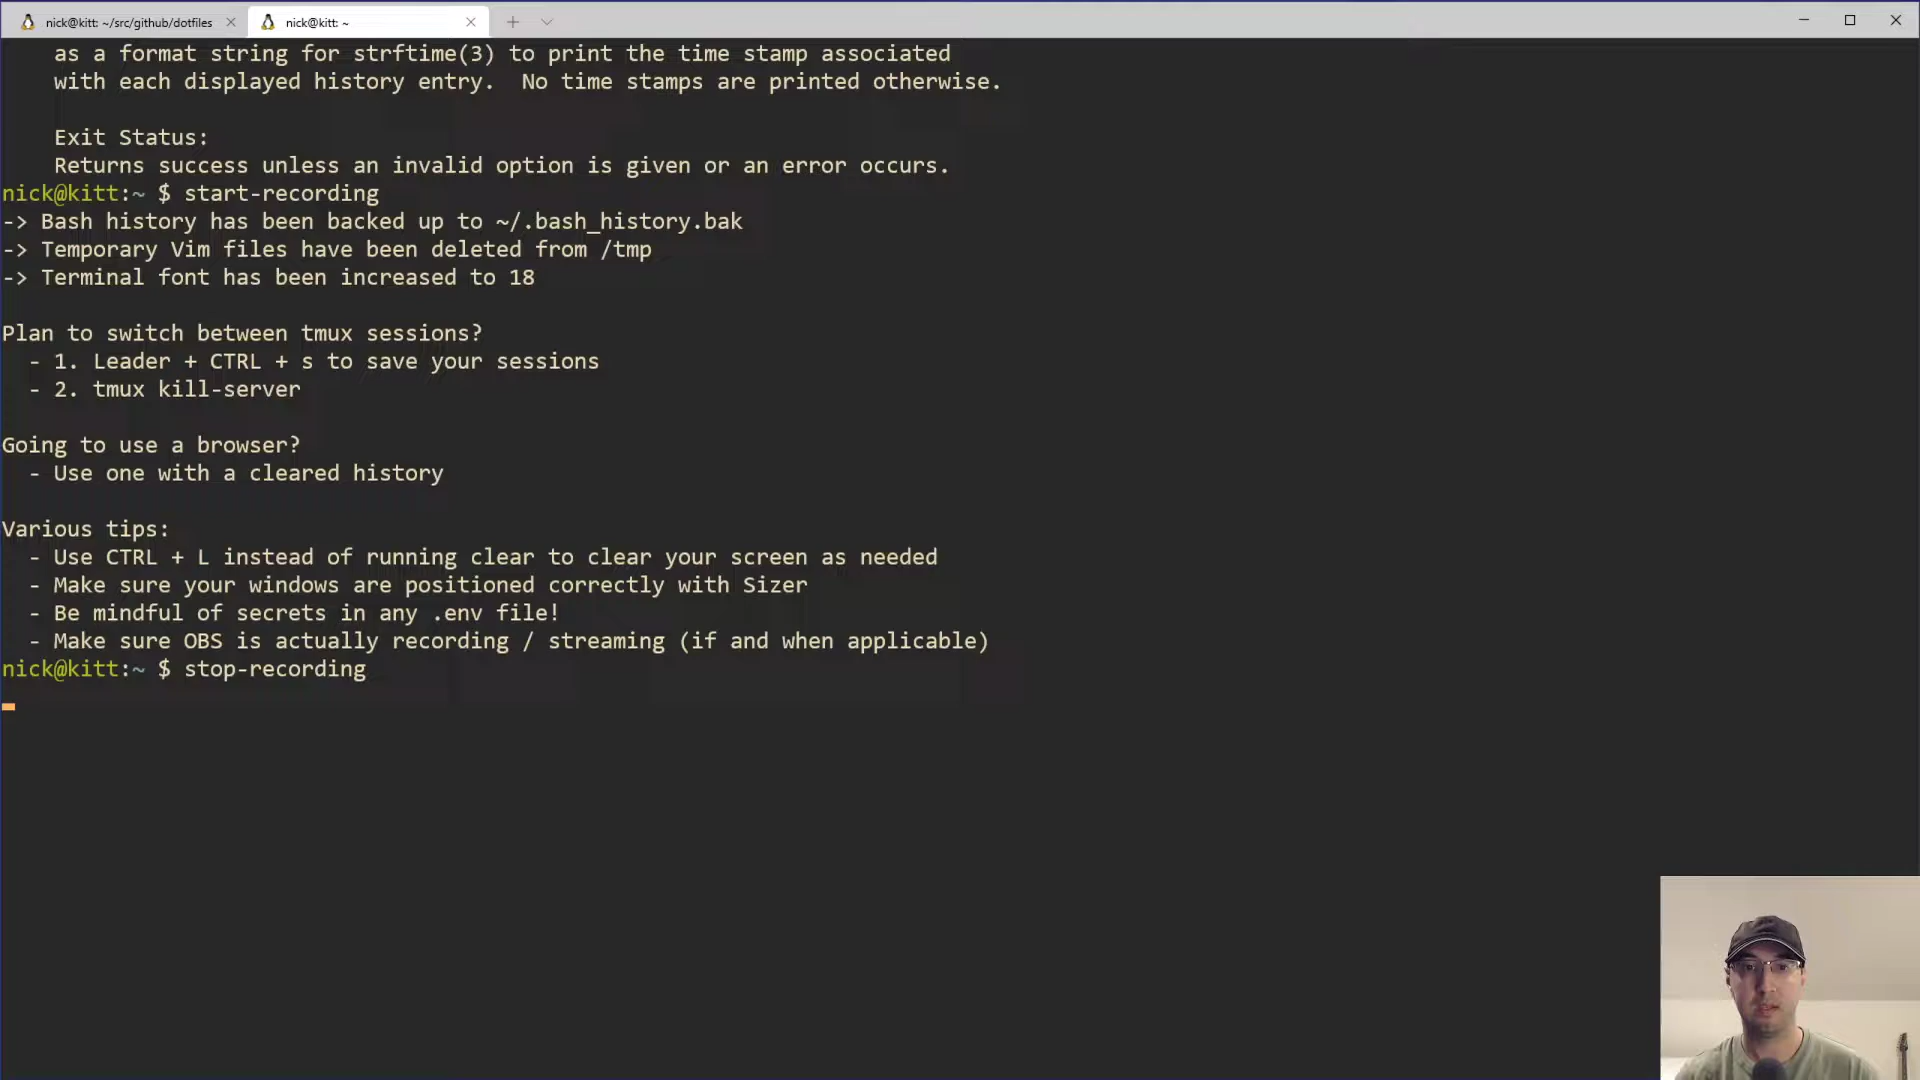 nick@kitt: ~/src/github/dotfiles
nick@kitt: ~
as a format string for strftime(3) to print the time stamp associated
with each displayed history entry.  No time stamps are printed otherwise.
Exit Status:
Returns success unless an invalid option is given or an error occurs.
nick@kitt:~ $ start-recording
-> Bash history has been backed up to ~/.bash_history.bak
-> Temporary Vim files have been deleted from /tmp
-> Terminal font has been increased to 18
Plan to switch between tmux sessions?
- 1. Leader + CTRL + s to save your sessions
- 2. tmux kill-server
Going to use a browser?
- Use one with a cleared history
Various tips:
- Use CTRL + L instead of running clear to clear your screen as needed
- Make sure your windows are positioned correctly with Sizer
- Be mindful of secrets in any .env file!
- Make sure OBS is actually recording / streaming (if and when applicable)
nick@kitt:~ $ stop-recording